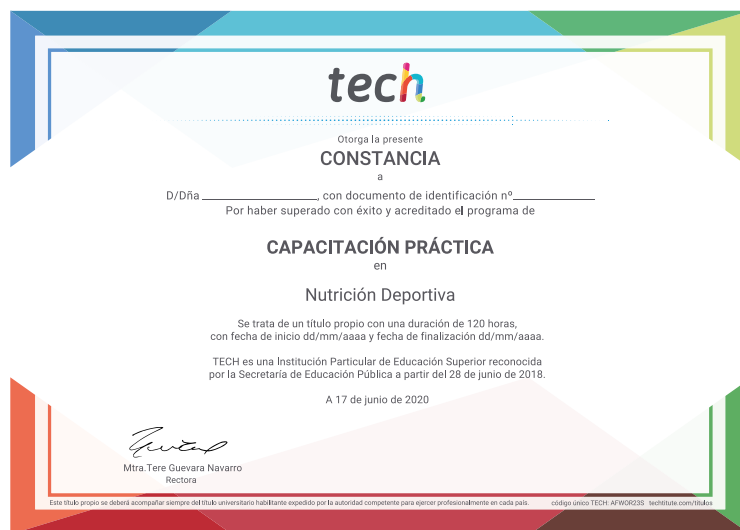 tech
Otorga la presente
CONSTANCIA
a
D/Dña ____________________, con documento de identificación nº______________
Por haber superado con éxito y acreditado el programa de
CAPACITACIÓN PRÁCTICA
en
Nutrición Deportiva
Se trata de un título propio con una duración de 120 horas,
con fecha de inicio dd/mm/aaaa y fecha de finalización dd/mm/aaaa.
TECH es una Institución Particular de Educación Superior reconocida
por la Secretaría de Educación Pública a partir del 28 de junio de 2018.
A 17 de junio de 2020
Mtra.Tere Guevara Navarro
Rectora
Este título propio se deberá acompañar siempre del título universitario habilitante expedido por la autoridad competente para ejercer profesionalmente en cada país. código único TECH: AFWOR23S techtitute.com/titulos